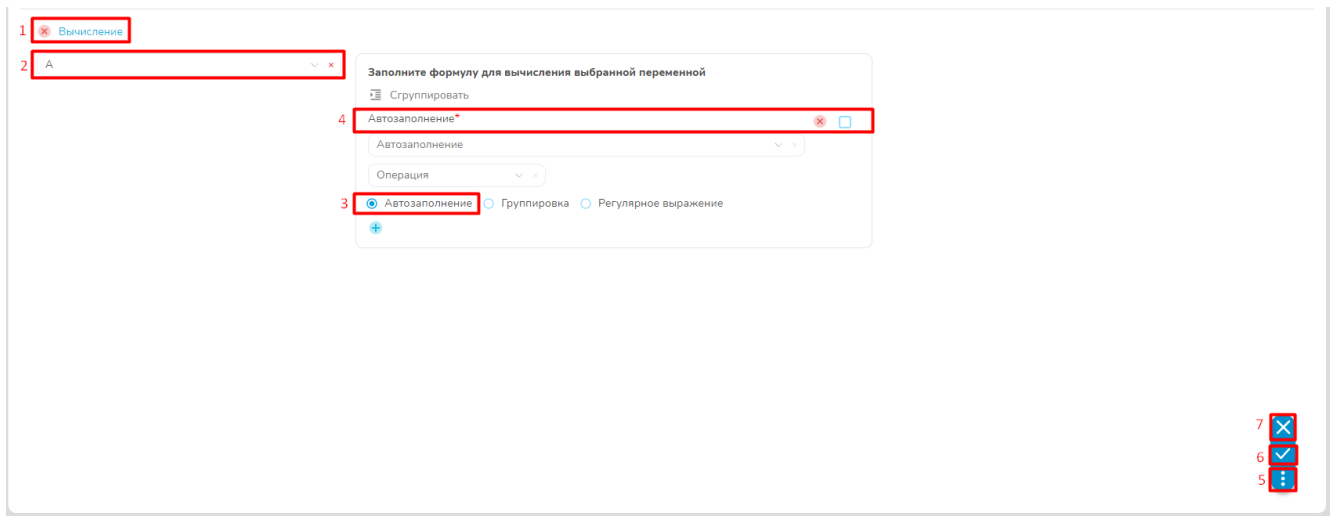 1 Вычисление
2 А
Заполните формулу для вычисления выбранной переменной
Сгруппировать
4 Автозаполнение*
Автозаполнение
Операция
3 Автозаполнение Группировка Регулярное выражение
7
6
5